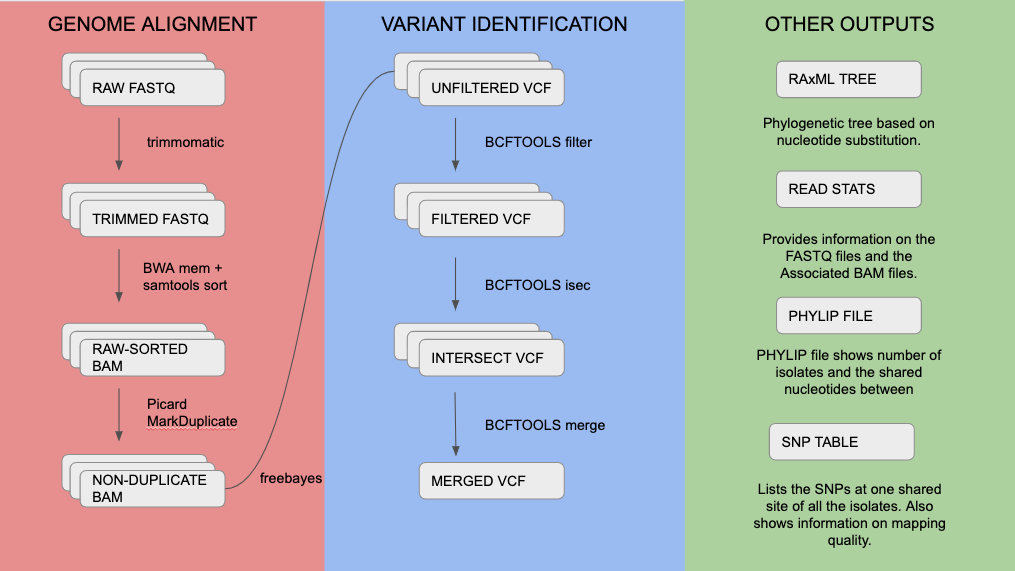 GENOME ALIGNMENT
RAW FASTQ
trimmomatic
TRIMMED FASTQ
BWA mem +
samtools sort
RAW-SORTED
BAM
Picard
MarkDuplicate
NON-DUPLICATE
BAM
freebayes
VARIANT IDENTIFICATION
UNFILTERED VCF
BCFTOOLS filter
FILTERED VCF
BCFTOOLS isec
INTERSECT VCF
BCFTOOLS merge
MERGED VCF
OTHER OUTPUTS
RAxML TREE
Phylogenetic tree based on
nucleotide substitution.
READ STATS
Provides information on the
FASTQ files and the
Associated BAM files.
PHYLIP FILE
PHYLIP file shows number of
isolates and the shared
nucleotides between
SNP TABLE
Lists the SNPs at one shared
site of all the isolates. Also
shows information on mapping
quality.